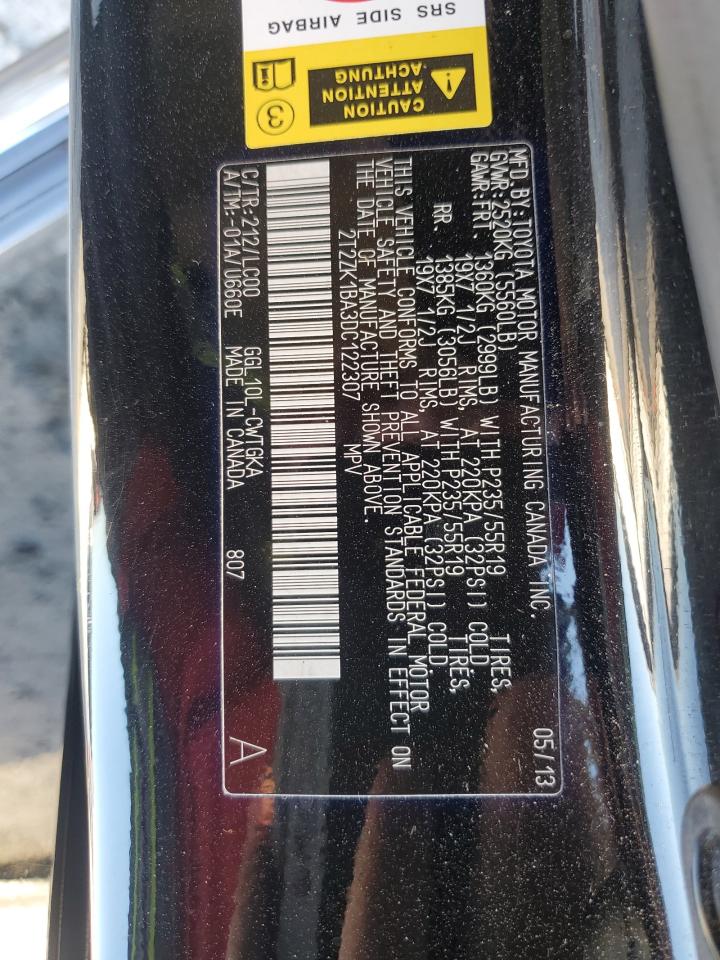 SRS SIDE AIRBAG
CAUTION
ATTENTION
ACHTUNG
3
MFD. BY: TOYOTA MOTOR MANUFACTURING CANADA INC. 05/13
GVWR: 2520KG (5560LB)
GAWR: FRT 1360KG (2999LB) WITH P235/55R19 TIRES,
19X7 1/2J RIMS, AT 220KPA (32PSI) COLD
RR. 1385KG (3056LB) WITH P235/55R19 TIRES,
19X7 1/2J RIMS, AT 220KPA (32PSI) COLD
THIS VEHICLE CONFORMS TO ALL APPLICABLE FEDERAL MOTOR
VEHICLE SAFETY AND THEFT PREVENTION STANDARDS IN EFFECT ON
THE DATE OF MANUFACTURE SHOWN ABOVE.
2T2ZK1BA3DC122307 MPV
C/TR: 212/LC00 GGL10L-CWTGKA A
A/TM: -01A/U660E MADE IN CANADA 807